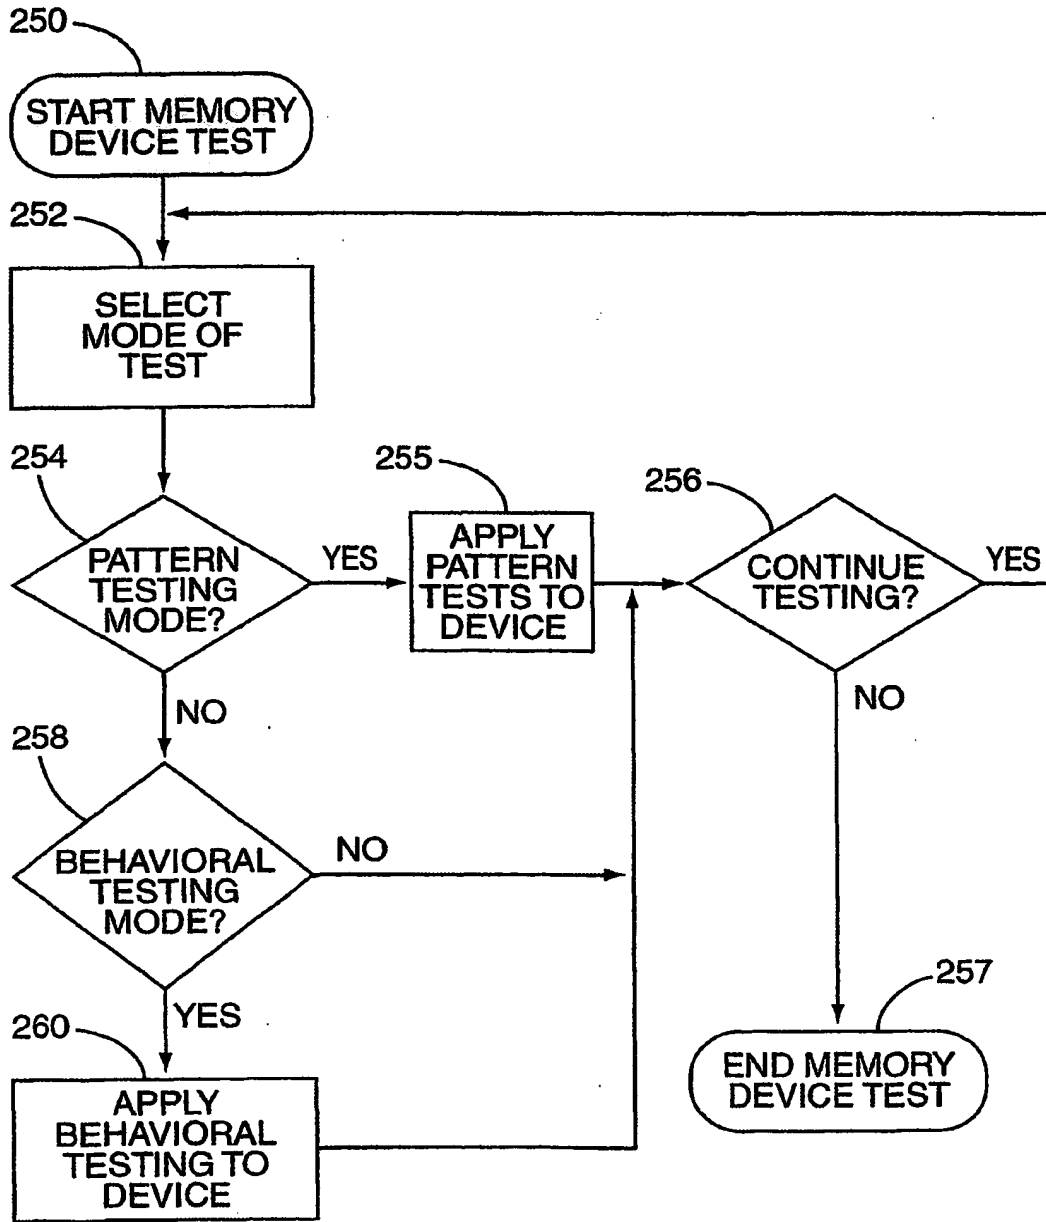 250
START MEMORY
DEVICE TEST
252
SELECT
MODE OF
TEST
254
PATTERN
TESTING
MODE?
YES
255
APPLY
PATTERN
TESTS TO
DEVICE
256
CONTINUE
TESTING?
YES
NO
NO
258
BEHAVIORAL
TESTING
MODE?
NO
YES
257
END MEMORY
DEVICE TEST
260
APPLY
BEHAVIORAL
TESTING TO
DEVICE